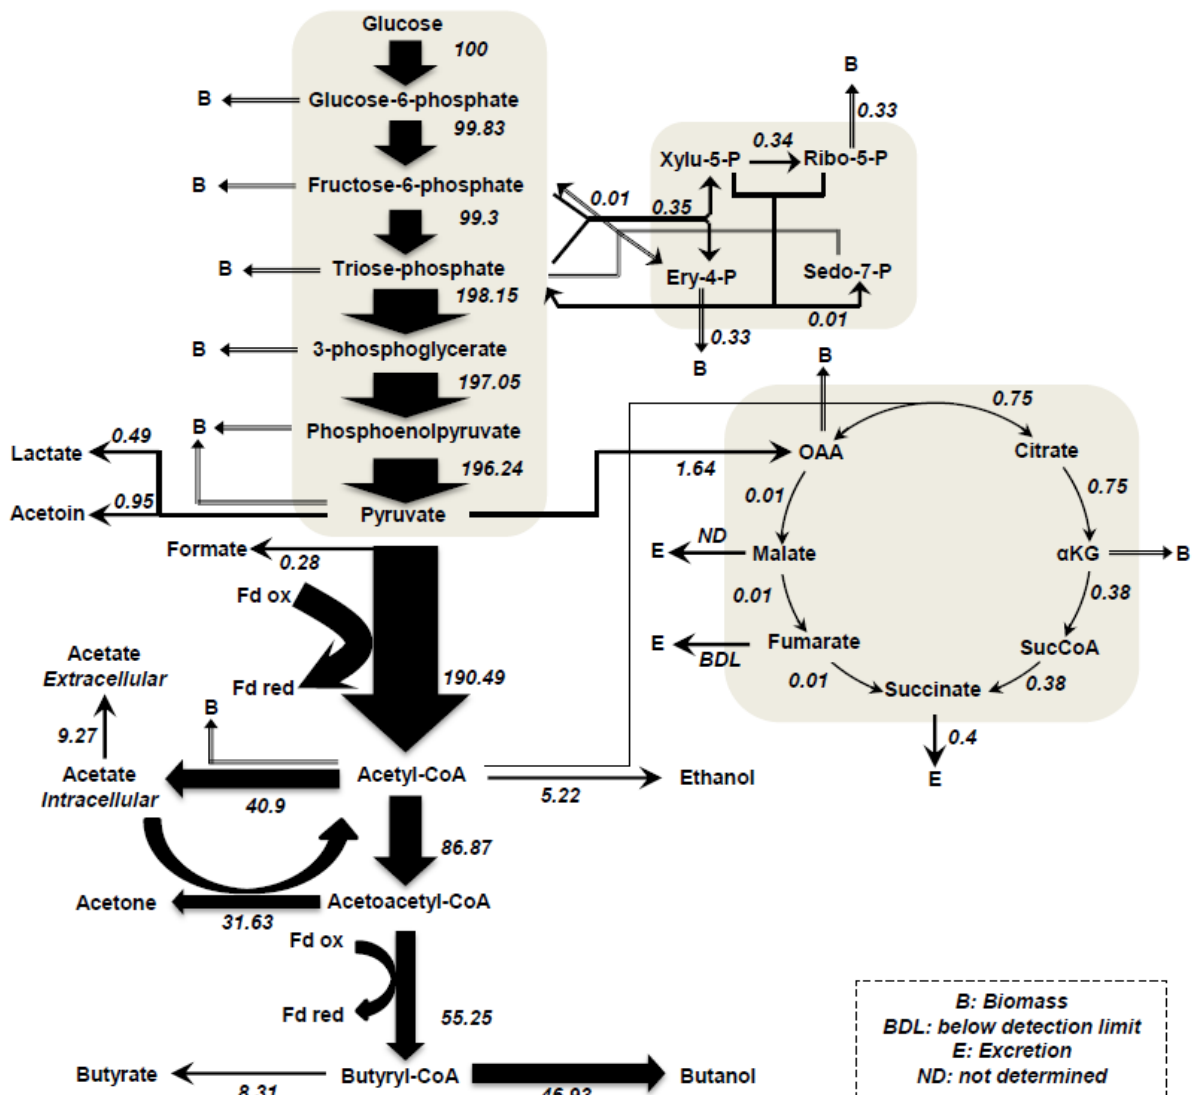 Glucose
100
B
Glucose-6-phosphate
99.83
B
Fructose-6-phosphate
99.3
B
Triose-phosphate
198.15
B
3-phosphoglycerate
197.05
B
Phosphoenolpyruvate
196.24
Pyruvate
Lactate
0.49
Acetoin
0.95
B
0.33
Xylu-5-P
0.34
Ribo-5-P
0.01
0.35
Ery-4-P
Sedo-7-P
0.01
0.33
B
B
0.75
1.64
OAA
Citrate
0.01
0.75
E
ND
Malate
αKG
B
0.01
0.38
E
BDL
Fumarate
SucCoA
0.01
0.38
Succinate
0.4
E
Formate
0.28
Fd ox
Fd red
190.49
Acetate
Extracellular
9.27
B
Acetate
Intracellular
40.9
Acetyl-CoA
5.22
Ethanol
86.87
Acetone
31.63
Acetoacetyl-CoA
Fd ox
Fd red
55.25
Butyrate
8.31
Butyryl-CoA
46.93
Butanol
B: Biomass
BDL: below detection limit
E: Excretion
ND: not determined